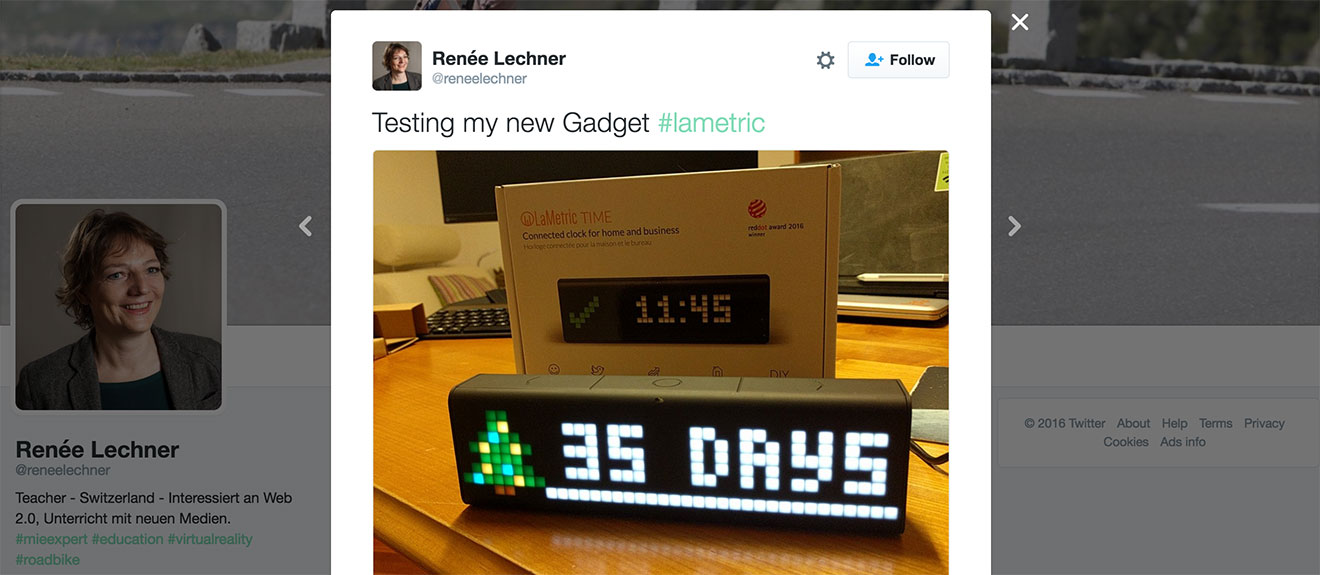 Renée Lechner
@reneelechner
Follow
Testing my new Gadget #lametric
LaMetric TIME
Connected clock for home and business
Horloge connectée pour la maison et le bureau
reddot award 2016
winner
11:45
DIY
35 DAYS
Renée Lechner
@reneelechner
Teacher - Switzerland - Interessiert an Web
2.0, Unterricht mit neuen Medien.
#mieexpert #education #virtualreality
#roadbike
© 2016 Twitter About Help Terms Privacy
Cookies Ads info